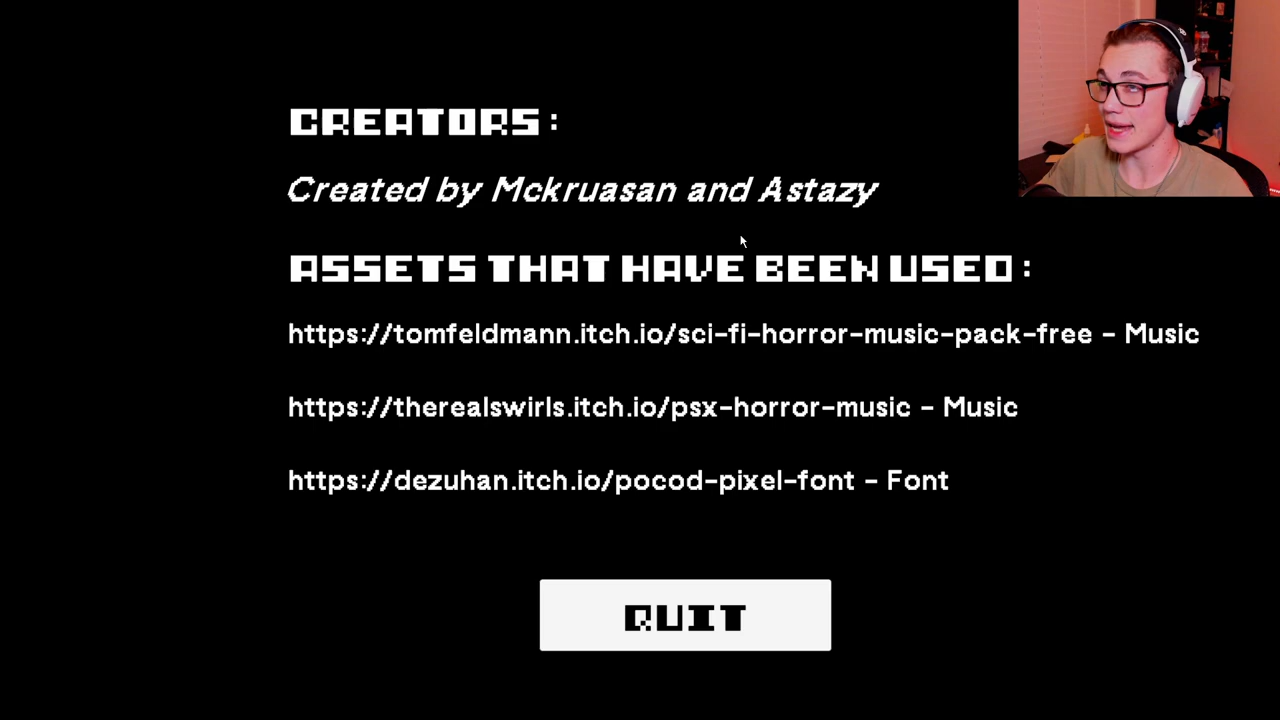 CREATORS:
Created by Mckruasan and Astazy
ASSETS THAT HAVE BEEN USED:
https://tomfeldmann.itch.io/sci-fi-horror-music-pack-free - Music
https://therealswirls.itch.io/psx-horror-music - Music
https://dezuhan.itch.io/pocod-pixel-font - Font
QUIT